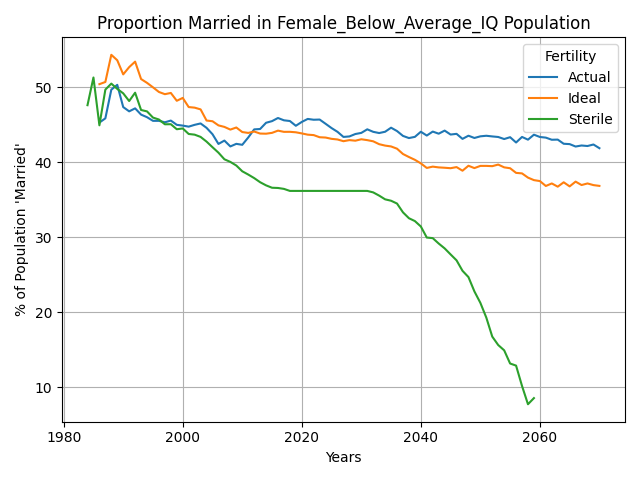 Proportion Married in Female_Below_Average_IQ Population
% of Population 'Married'
50
40
30
20
10
1980
2000
2020
2040
2060
Years
Fertility
Actual
Ideal
Sterile